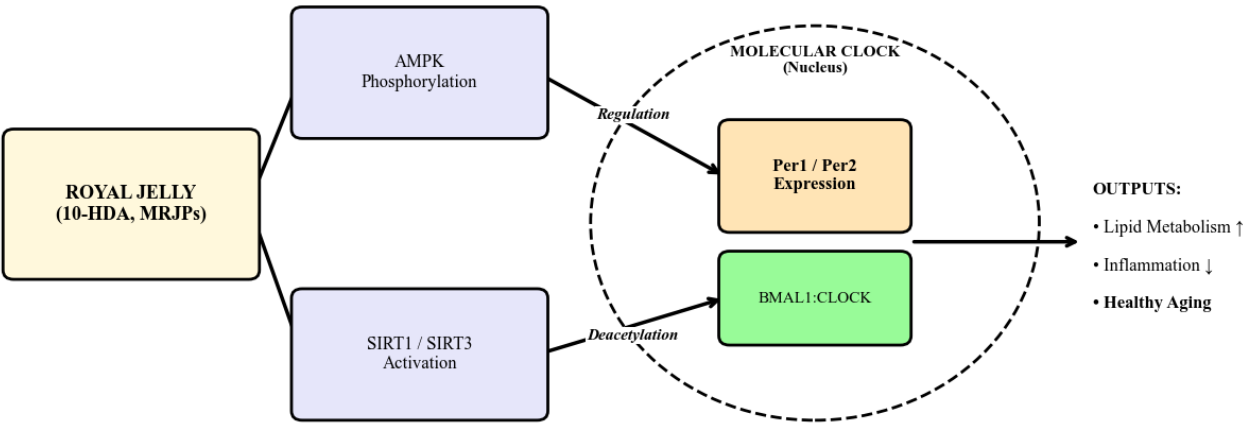 ROYAL JELLY
(10-HDA, MRJPs)
AMPK
Phosphorylation
SIRT1 / SIRT3
Activation
Regulation
Deacetylation
MOLECULAR CLOCK
(Nucleus)
Per1 / Per2
Expression
BMAL1:CLOCK
OUTPUTS:
• Lipid Metabolism ↑
• Inflammation ↓
• Healthy Aging